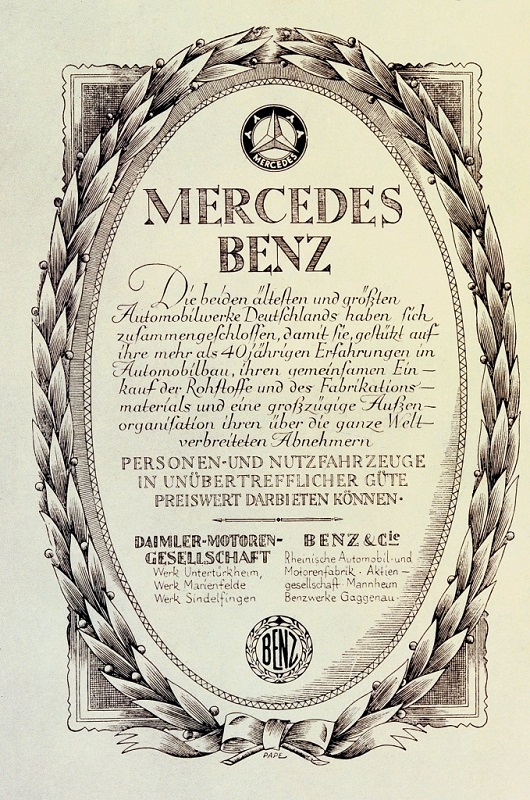 MERCEDES
MERCEDES
BENZ
Die beiden ältesten und größten
Automobilwerke Deutschlands haben sich
zusammengeschlossen, damit sie, gestützt auf
ihre mehr als 40jährigen Erfahrungen im
Automobilbau, ihren gemeinsamen Ein-
kauf der Rohstoffe und des Fabrikations-
materials und eine großzügige Außen-
organisation ihren über die ganze Welt-
verbreiteten Abnehmern
PERSONEN-UND NUTZFAHRZEUGE
IN UNÜBERTREFFLICHER GÜTE
PREISWERT DARBIETEN KÖNNEN·
DAIMLER-MOTOREN-
GESELLSCHAFT
Werk Untertürkheim,
Werk Marienfelde
Werk Sindelfingen
BENZ & Cie
Rheinische Automobil-und
Motorenfabrik · Aktien-
gesellschaft Mannheim
Benzwerke Gaggenau·
BENZ
PAPE